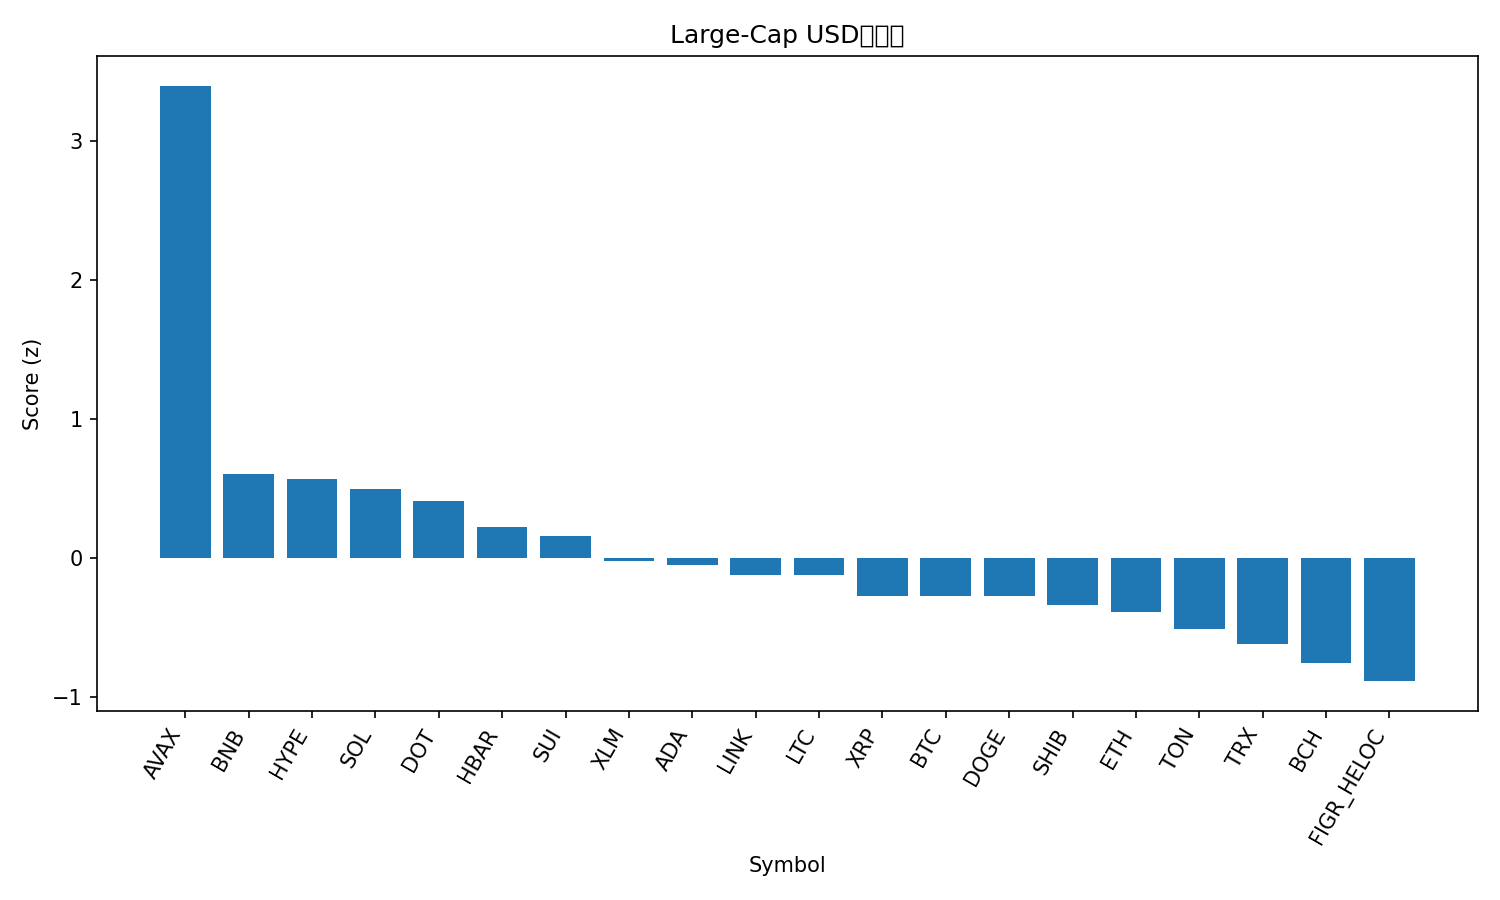 Large-Cap USD
Score (z)
3
2
1
0
−1
AVAX
BNB
HYPE
SOL
DOT
HBAR
SUI
XLM
ADA
LINK
LTC
XRP
BTC
DOGE
SHIB
ETH
TON
TRX
BCH
FIGR_HELOC
Symbol